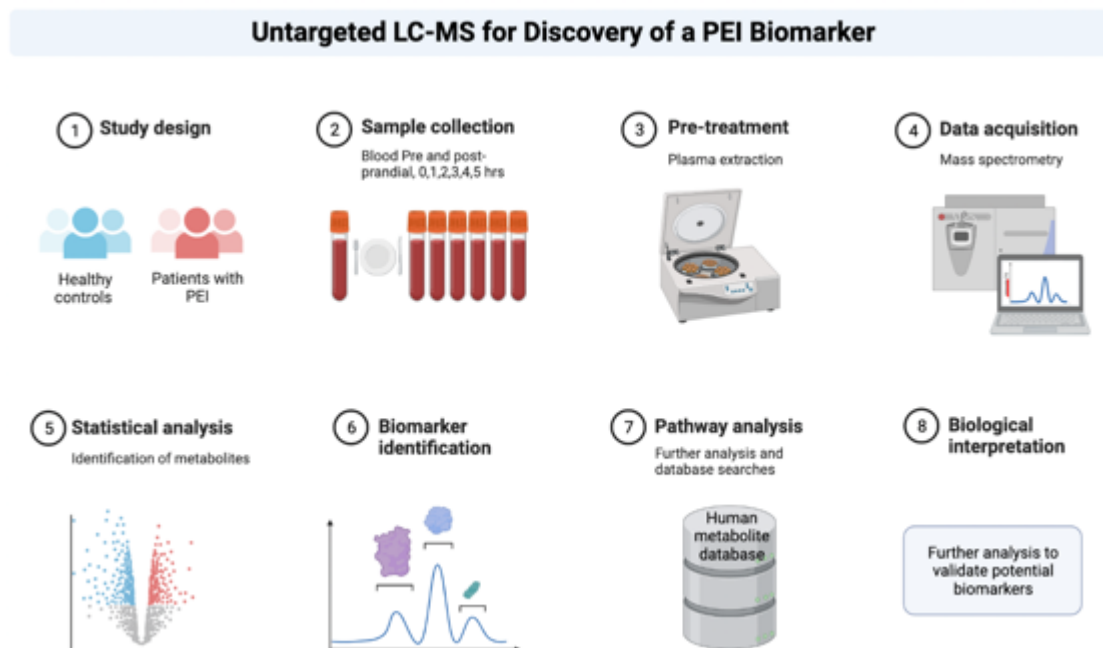 Untargeted LC-MS for Discovery of a PEI Biomarker
1 Study design
Healthy
controls
Patients with
PEI
2 Sample collection
Blood Pre and post-
prandial, 0,1,2,3,4,5 hrs
3 Pre-treatment
Plasma extraction
4 Data acquisition
Mass spectrometry
5 Statistical analysis
Identification of metabolites
6 Biomarker
identification
7 Pathway analysis
Further analysis and
database searches
Human
metabolite
database
8 Biological
interpretation
Further analysis to
validate potential
biomarkers